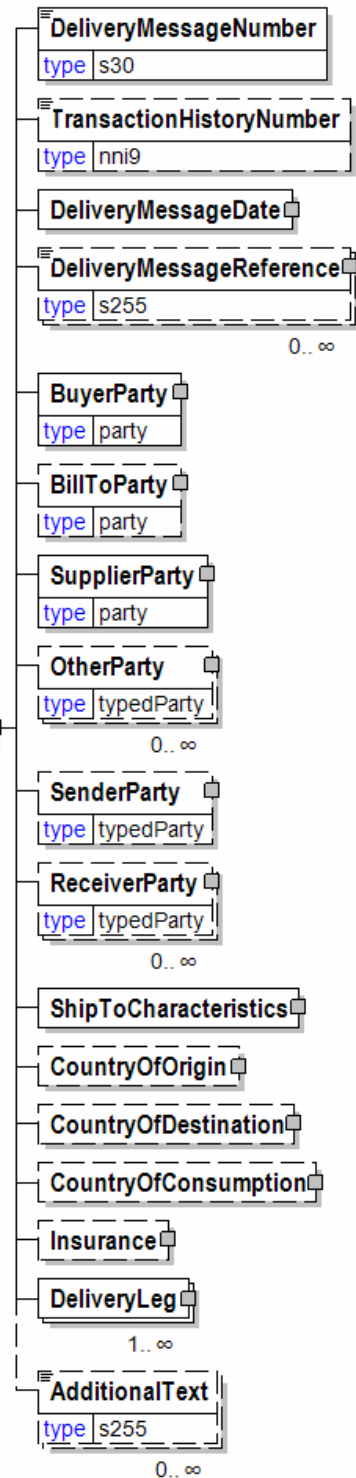 DeliveryMessageNumber
type s30
TransactionHistoryNumber
type nni9
DeliveryMessageDate
DeliveryMessageReference
type s255
0.. ∞
BuyerParty
type party
BillToParty
type party
SupplierParty
type party
OtherParty
type typedParty
0.. ∞
SenderParty
type typedParty
ReceiverParty
type typedParty
0.. ∞
ShipToCharacteristics
CountryOfOrigin
CountryOfDestination
CountryOfConsumption
Insurance
DeliveryLeg
1.. ∞
AdditionalText
type s255
0.. ∞